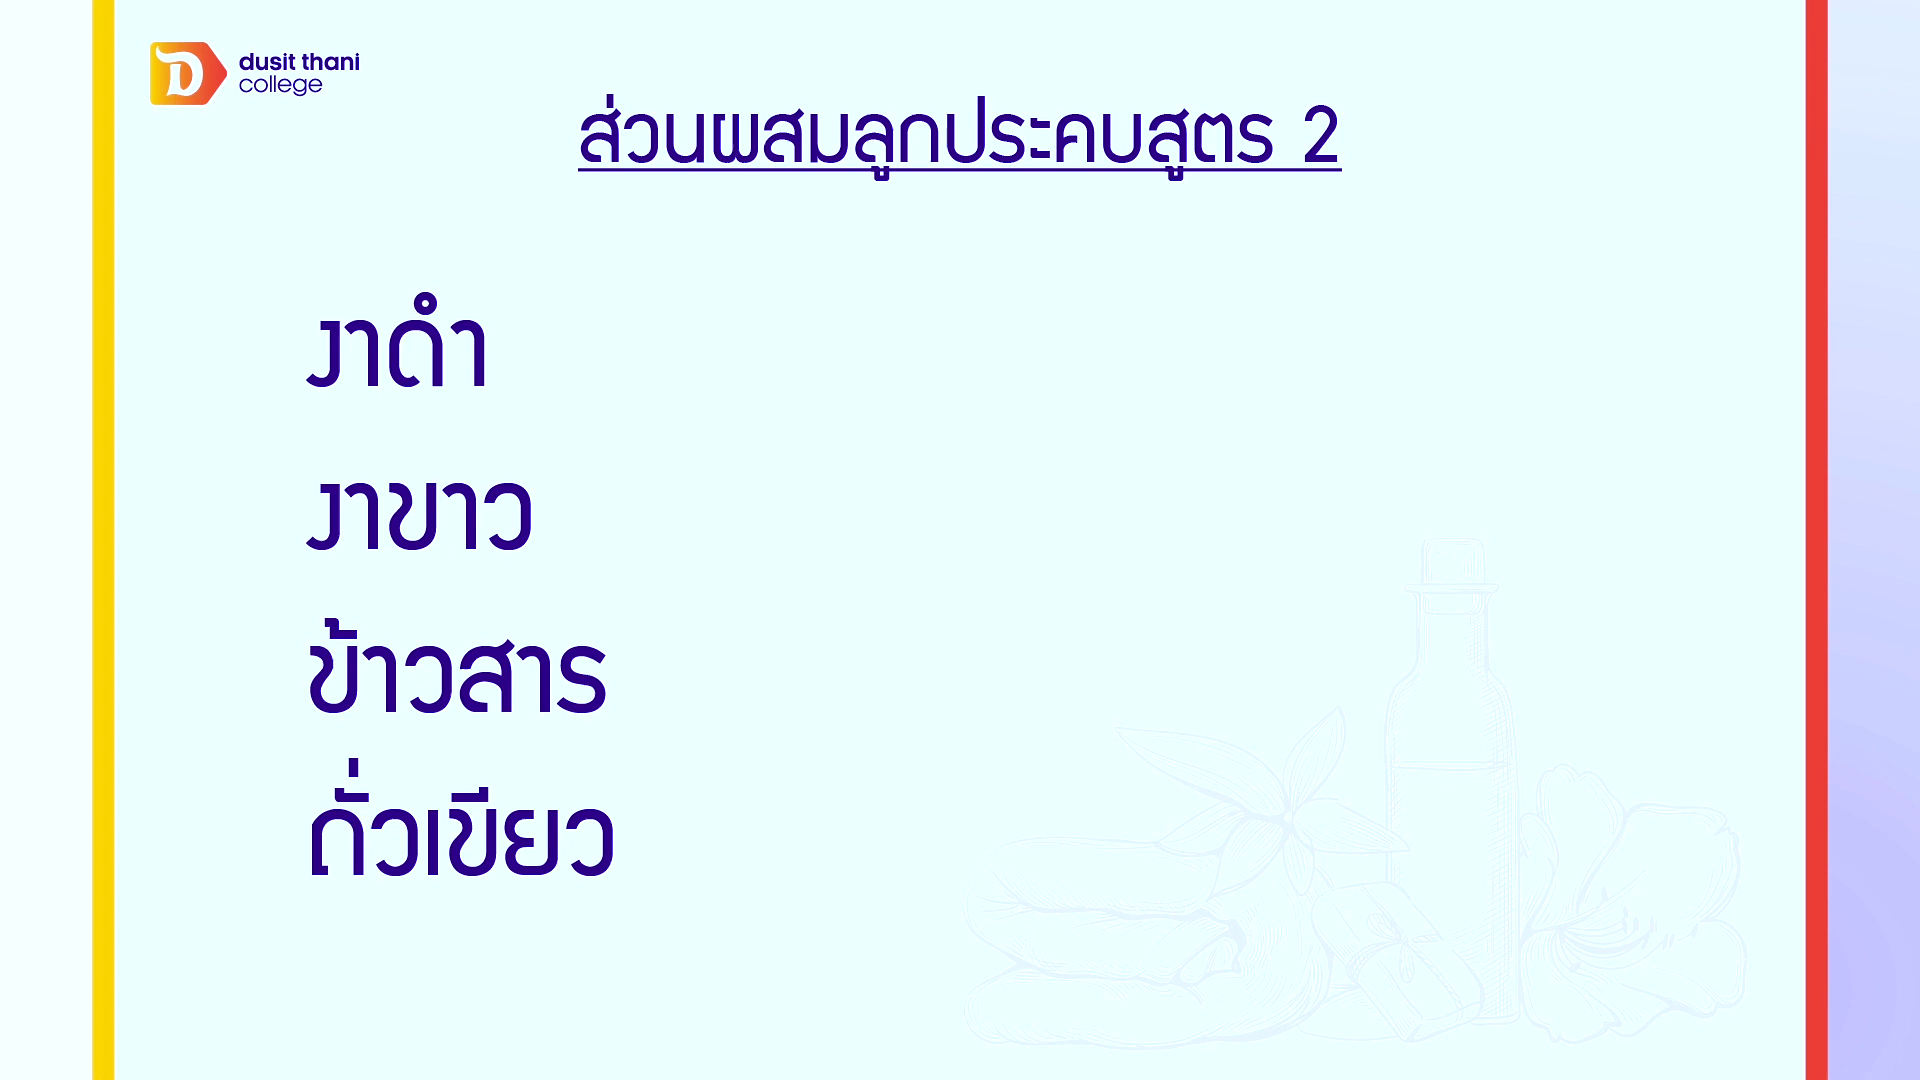 dusit thani
college
ส่วนผสมลูกประคบสูตร 2
งาดำ
งาขาว
ข้าวสาร
ถั่วเขียว